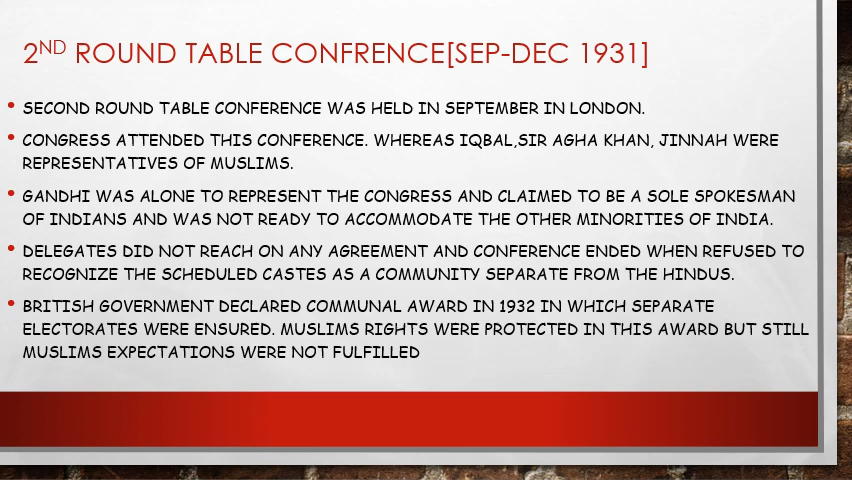 2ND ROUND TABLE CONFRENCE[SEP-DEC 1931]
• SECOND ROUND TABLE CONFERENCE WAS HELD IN SEPTEMBER IN LONDON.
• CONGRESS ATTENDED THIS CONFERENCE. WHEREAS IQBAL,SIR AGHA KHAN, JINNAH WERE
REPRESENTATIVES OF MUSLIMS.
• GANDHI WAS ALONE TO REPRESENT THE CONGRESS AND CLAIMED TO BE A SOLE SPOKESMAN
OF INDIANS AND WAS NOT READY TO ACCOMMODATE THE OTHER MINORITIES OF INDIA.
• DELEGATES DID NOT REACH ON ANY AGREEMENT AND CONFERENCE ENDED WHEN REFUSED TO
RECOGNIZE THE SCHEDULED CASTES AS A COMMUNITY SEPARATE FROM THE HINDUS.
• BRITISH GOVERNMENT DECLARED COMMUNAL AWARD IN 1932 IN WHICH SEPARATE
ELECTORATES WERE ENSURED. MUSLIMS RIGHTS WERE PROTECTED IN THIS AWARD BUT STILL
MUSLIMS EXPECTATIONS WERE NOT FULFILLED